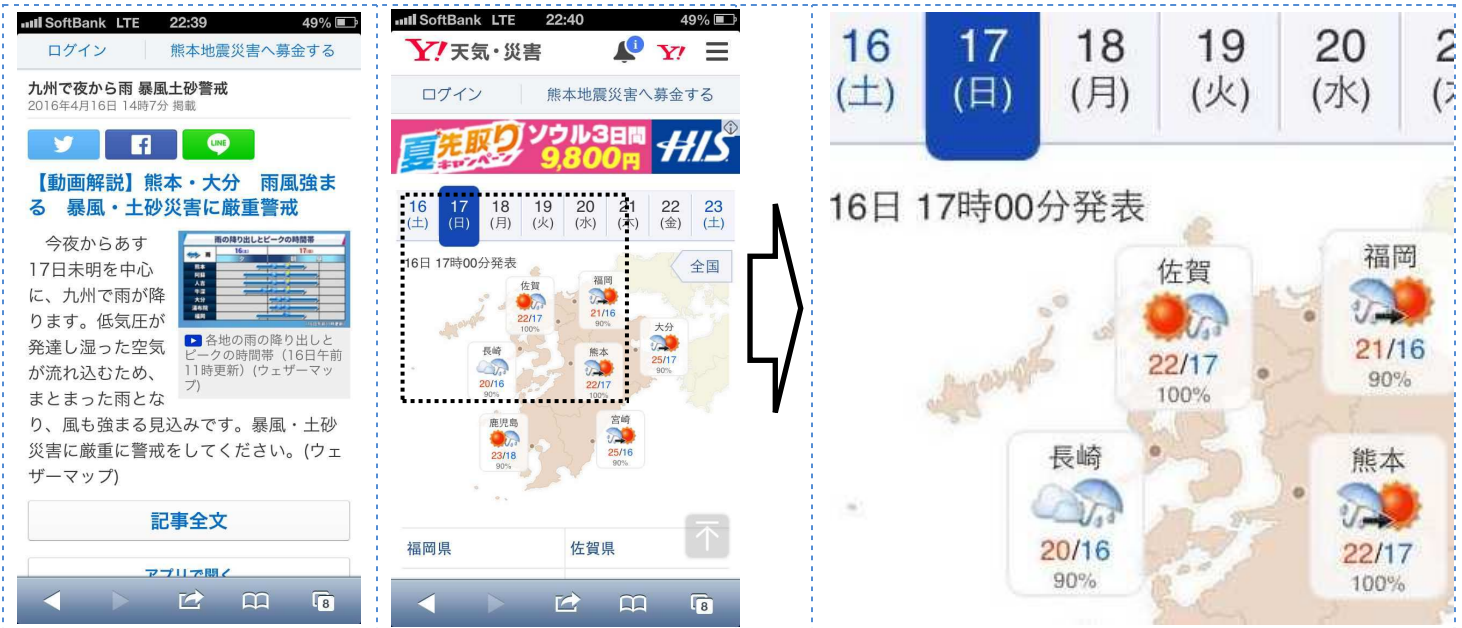 SoftBank LTE 22:39 49%
ログイン 熊本地震災害へ募金する
九州で夜から雨 暴風土砂警戒
2016年4月16日 14時7分 掲載
LINE
【動画解説】熊本・大分 雨風強ま
る 暴風・土砂災害に厳重警戒
今夜からあす
17日未明を中心
に、九州で雨が降
ります。低気圧が
発達し湿った空気
が流れ込むため、
まとまった雨とな
り、風も強まる見込みです。暴風・土砂
災害に厳重に警戒をしてください。(ウェ
ザーマップ)
雨の降り出しとピークの時間帯
各地の雨の降り出しと
ピークの時間帯（16日午前
11時更新）(ウェザーマッ
プ)
記事全文
アプリで開く
8
SoftBank LTE 22:40 49%
Y! 天気・災害 i Y!
ログイン 熊本地震災害へ募金する
夏先取りキャンペーン ソウル3日間 9,800円 H.I.S.
16 17 18 19 20 21 22 23
(土) (日) (月) (火) (水) (木) (金) (土)
16日 17時00分発表
全国
佐賀
22/17
100%
福岡
21/16
90%
大分
25/17
90%
長崎
20/16
90%
熊本
22/17
100%
鹿児島
23/18
90%
宮崎
25/16
90%
福岡県 佐賀県
8
16 17 18 19 20
(土) (日) (月) (火) (水)
16日 17時00分発表
佐賀
22/17
100%
福岡
21/16
90%
長崎
20/16
90%
熊本
22/17
100%